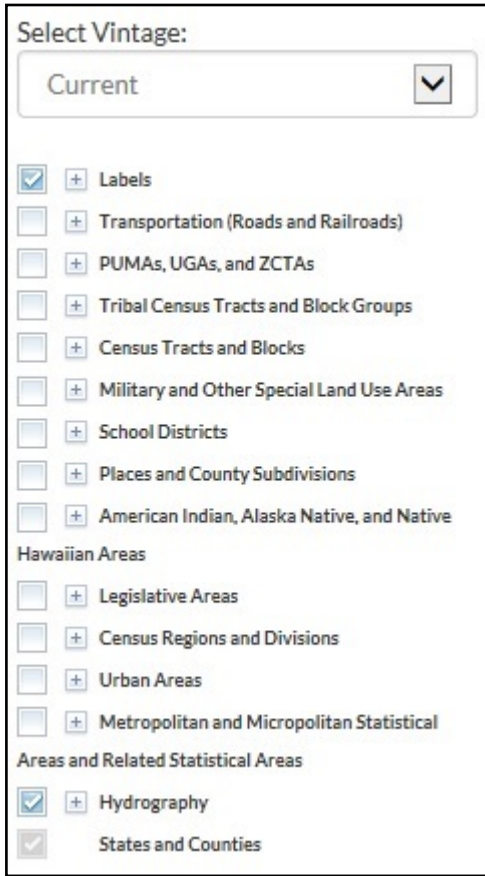 Select Vintage:
Current
Labels
Transportation (Roads and Railroads)
PUMAs, UGAs, and ZCTAs
Tribal Census Tracts and Block Groups
Census Tracts and Blocks
Military and Other Special Land Use Areas
School Districts
Places and County Subdivisions
American Indian, Alaska Native, and Native
Hawaiian Areas
Legislative Areas
Census Regions and Divisions
Urban Areas
Metropolitan and Micropolitan Statistical
Areas and Related Statistical Areas
Hydrography
States and Counties